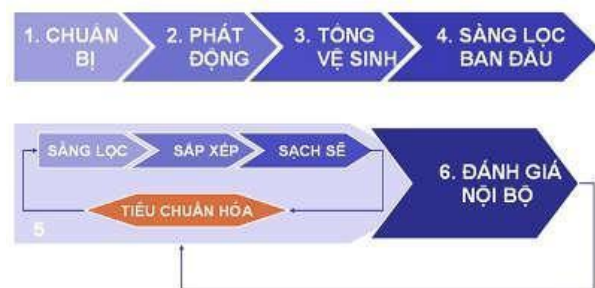 1. CHUẨN
BỊ
2. PHÁT
ĐỘNG
3. TỔNG
VỆ SINH
4. SÀNG LỌC
BAN ĐẦU
SÀNG LỌC
SẮP XẾP
SẠCH SẼ
TIÊU CHUẨN HÓA
5
6. ĐÁNH GIÁ
NỘI BỘ